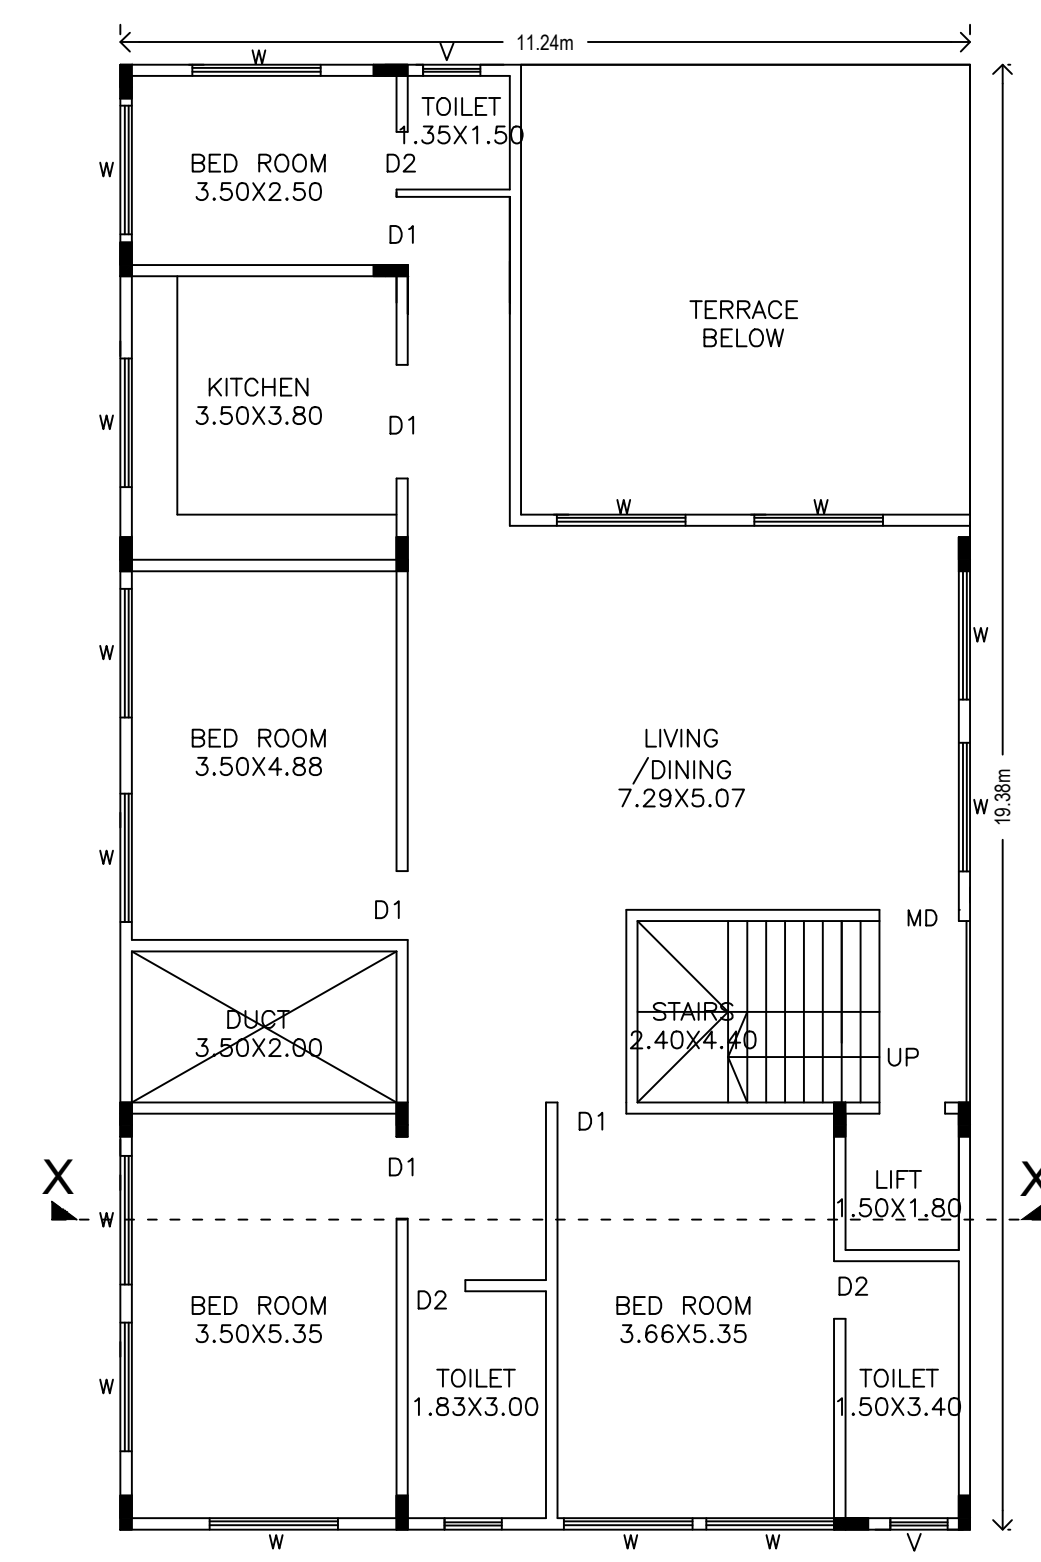 11.24m
W
V
TOILET
1.35X1.50
W
BED ROOM
3.50X2.50
D2
D1
TERRACE
BELOW
KITCHEN
3.50X3.80
W
D1
W
W
W
W
BED ROOM
3.50X4.88
LIVING
/DINING
7.29X5.07
W
19.38m
W
D1
MD
DUCT
3.50X2.00
STAIRS
2.40X4.40
UP
D1
D1
X
X
LIFT
1.50X1.80
W
BED ROOM
3.50X5.35
D2
BED ROOM
3.66X5.35
D2
W
TOILET
1.83X3.00
TOILET
1.50X3.40
W
W
W
V